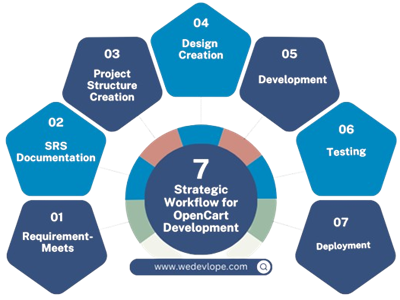 01
Requirement-
Meets
02
SRS
Documentation
03
Project
Structure
Creation
04
Design
Creation
05
Development
06
Testing
07
Deployment
7
Strategic
Workflow for
OpenCart
Development
www.wedevlope.com